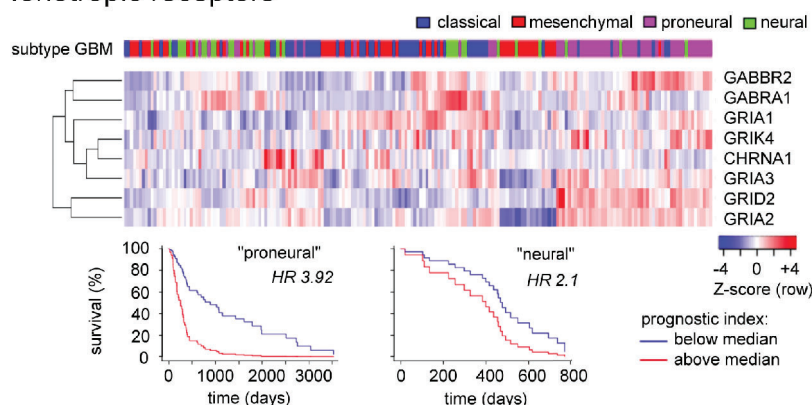 ionotropic receptors
classical mesenchymal proneural neural
subtype GBM
GABBR2
GABRA1
GRIA1
GRIK4
CHRNA1
GRIA3
GRID2
GRIA2
-4 0 +4
Z-score (row)
survival (%)
100
80
60
40
20
0
"proneural"
HR 3.92
0 1000 2000 3000
time (days)
"neural"
HR 2.1
0 200 400 600 800
time (days)
prognostic index:
below median
above median